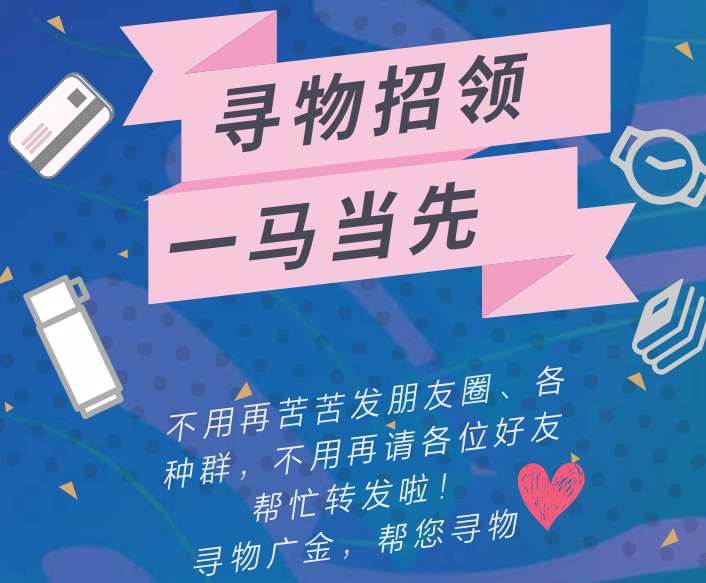 寻物招领
一马当先
不用再苦苦发朋友圈、各
种群，不用再请各位好友
帮忙转发啦！
寻物广金，帮您寻物